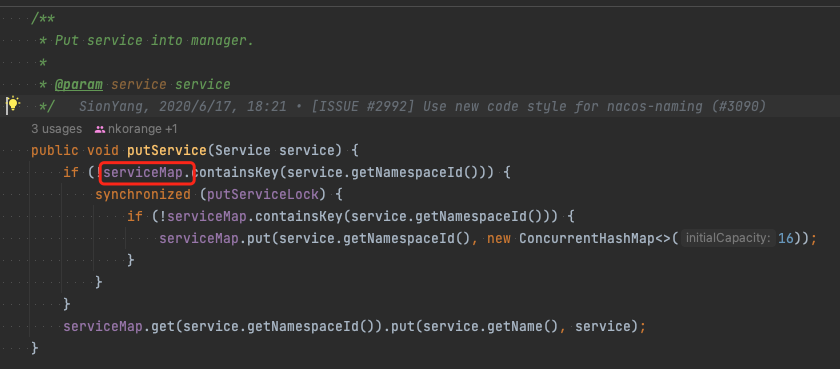 /**
* Put service into manager.
*
* @param service service
*/ SionYang, 2020/6/17, 18:21 • [ISSUE #2992] Use new code style for nacos-naming (#3090)
3 usages nkorange +1
public void putService(Service service) {
if (!serviceMap.containsKey(service.getNamespaceId())) {
synchronized (putServiceLock) {
if (!serviceMap.containsKey(service.getNamespaceId())) {
serviceMap.put(service.getNamespaceId(), new ConcurrentHashMap<>( initialCapacity: 16));
}
}
}
serviceMap.get(service.getNamespaceId()).put(service.getName(), service);
}